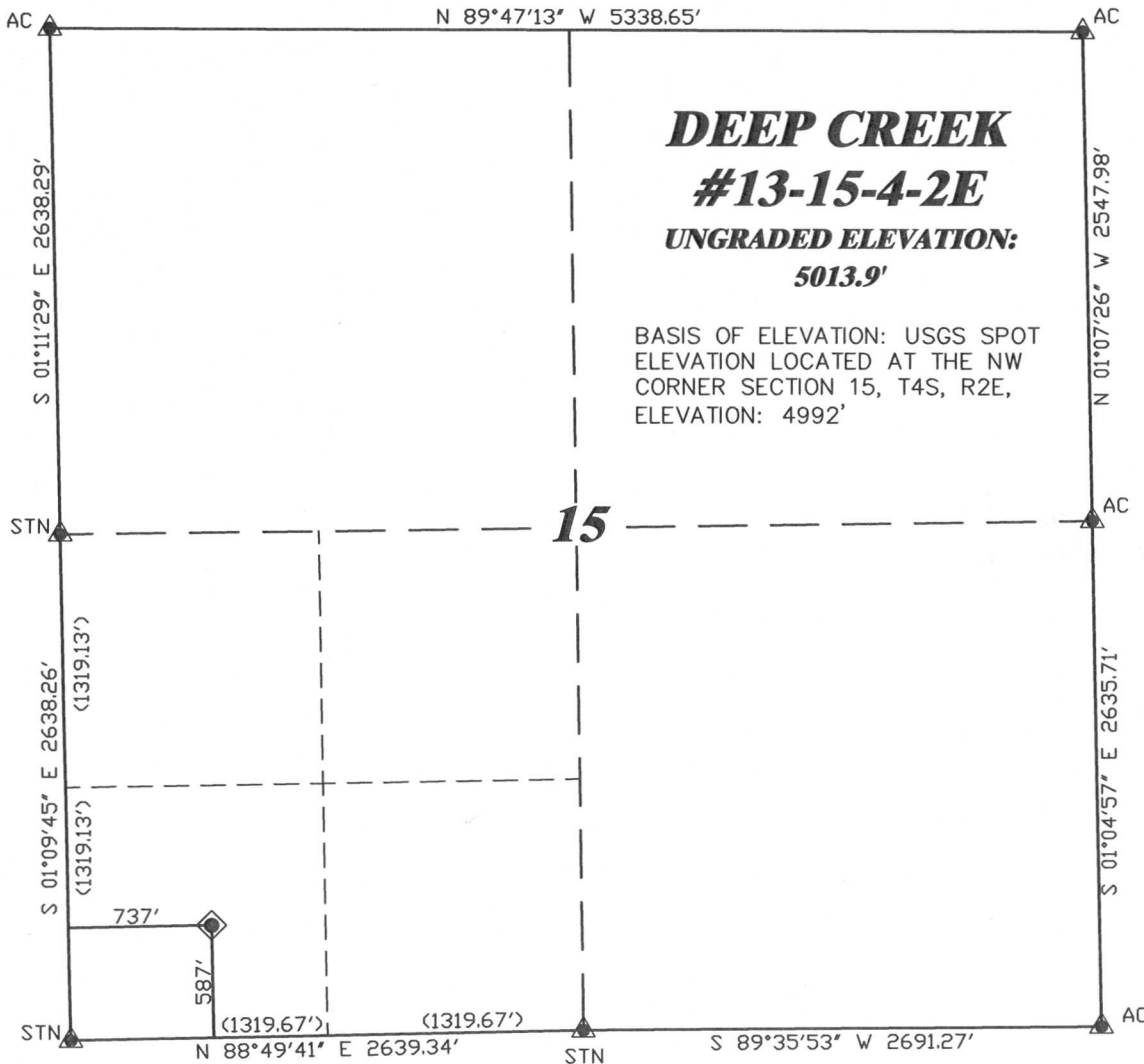 AC
N 89°47'13" W 5338.65'
AC
DEEP CREEK
#13-15-4-2E
UNGRADED ELEVATION:
5013.9'
BASIS OF ELEVATION: USGS SPOT
ELEVATION LOCATED AT THE NW
CORNER SECTION 15, T4S, R2E,
ELEVATION: 4992'
S 01°11'29" E 2638.29'
N 01°07'26" W 2547.98'
STN
15
AC
S 01°09'45" E 2638.26'
(1319.13')
(1319.13')
S 01°04'57" E 2635.71'
737'
587'
STN
(1319.67')
(1319.67')
N 88°49'41" E 2639.34'
STN
S 89°35'53" W 2691.27'
AC